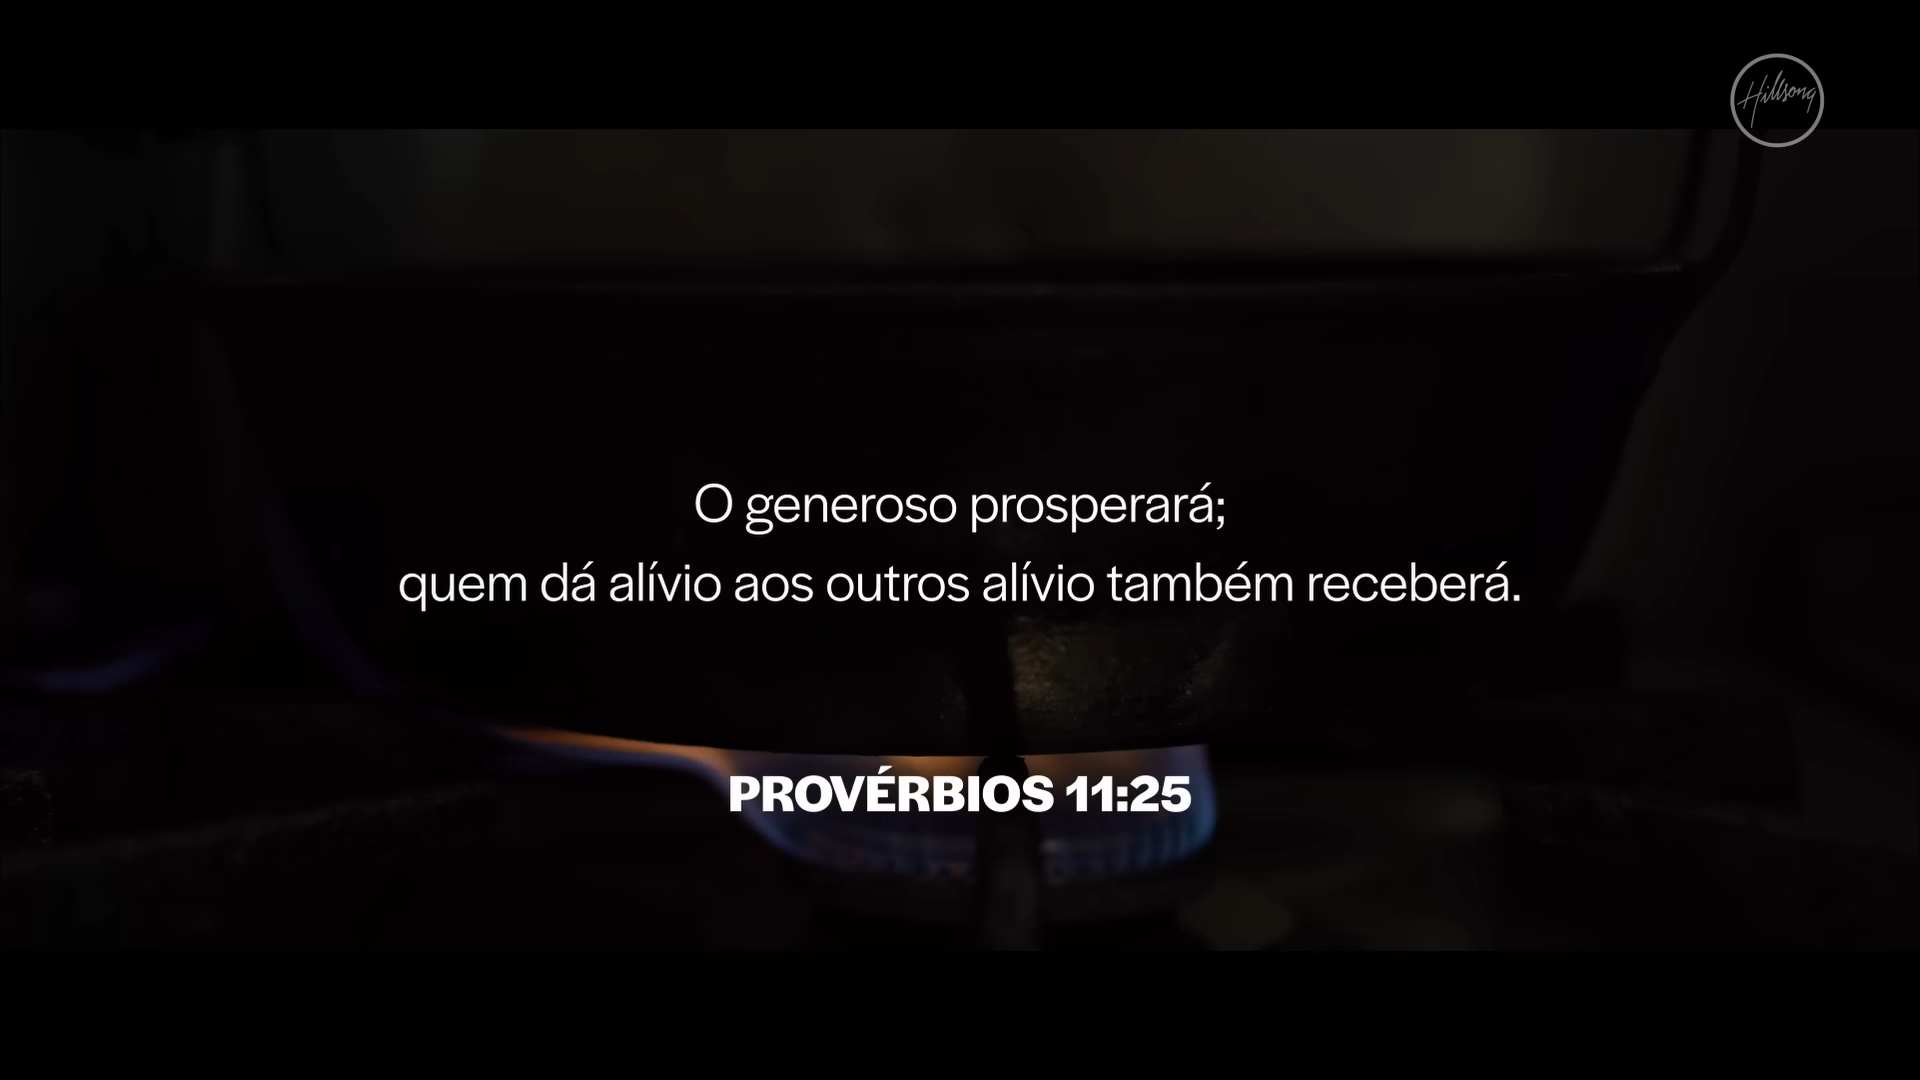 Hillsong
O generoso prosperará;
quem dá alívio aos outros alívio também receberá.
PROVÉRBIOS 11:25